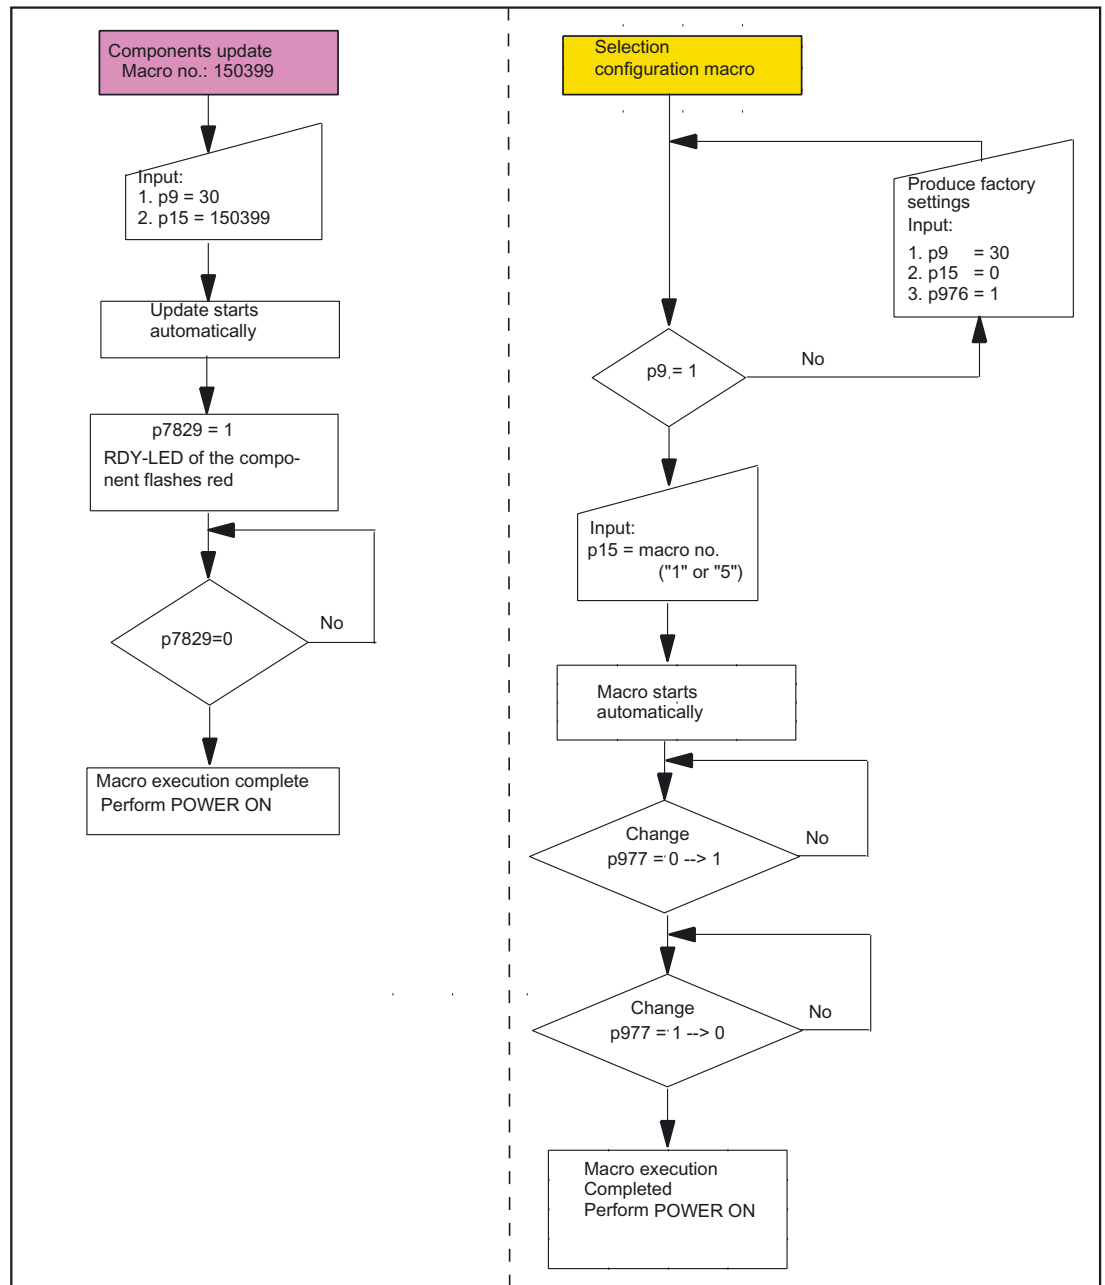 Components update
Macro no.: 150399
Input:
1. p9 = 30
2. p15 = 150399
Update starts
automatically
p7829 = 1
RDY-LED of the compo-
nent flashes red
p7829=0
No
Macro execution complete
Perform POWER ON
Selection
configuration macro
Produce factory
settings
Input:
1. p9 = 30
2. p15 = 0
3. p976 = 1
p9 = 1
No
Input:
p15 = macro no.
("1" or "5")
Macro starts
automatically
Change
p977 = 0 --> 1
No
Change
p977 = 1 --> 0
No
Macro execution
Completed
Perform POWER ON